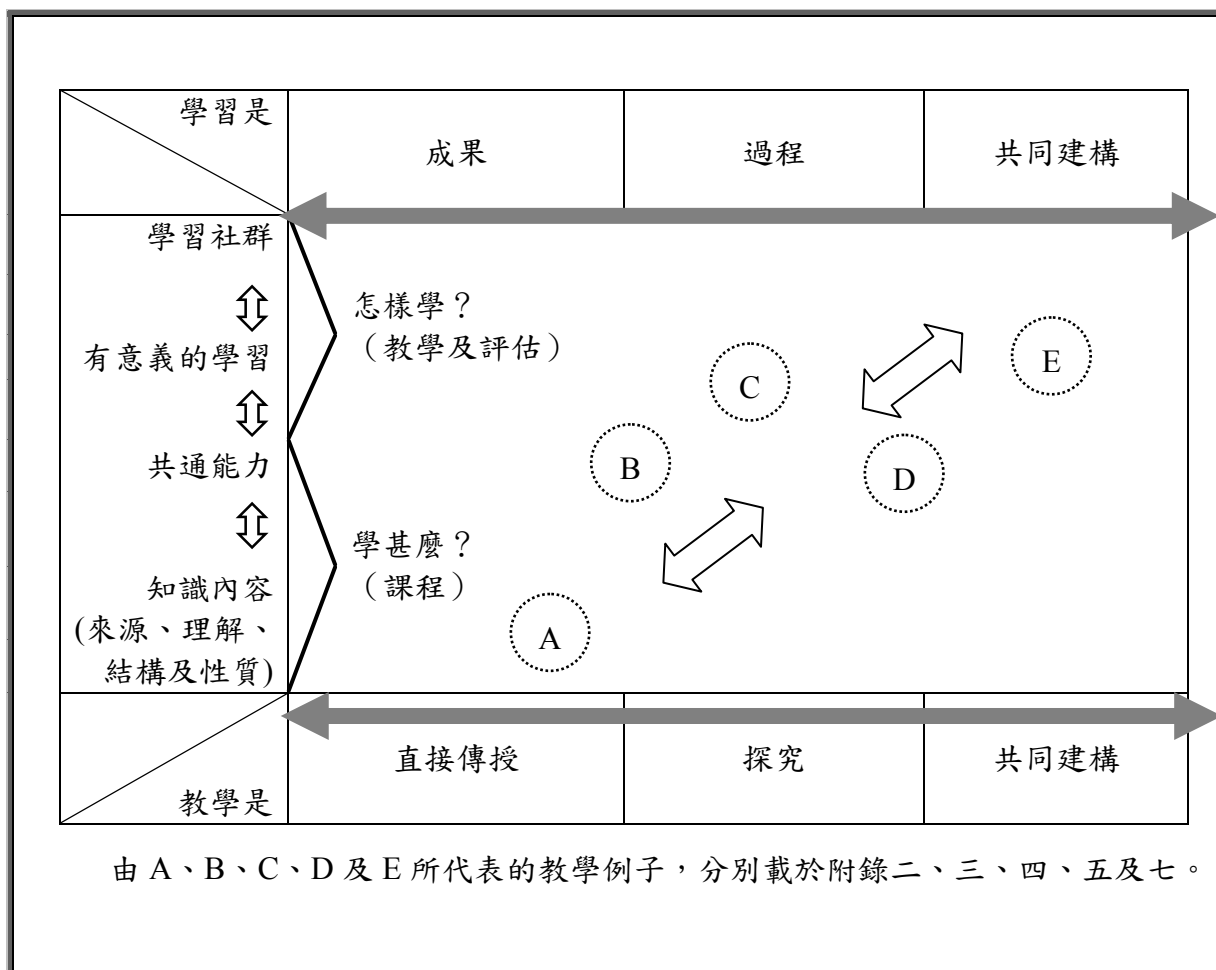 學習是
成果
過程
共同建構
學習社群
有意義的學習
共通能力
知識內容
(來源、理解、
結構及性質)
怎樣學？
（教學及評估）
學甚麼？
（課程）
C
E
B
D
A
教學是
直接傳授
探究
共同建構
由 A、B、C、D 及 E 所代表的教學例子，分別載於附錄二、三、四、五及七。